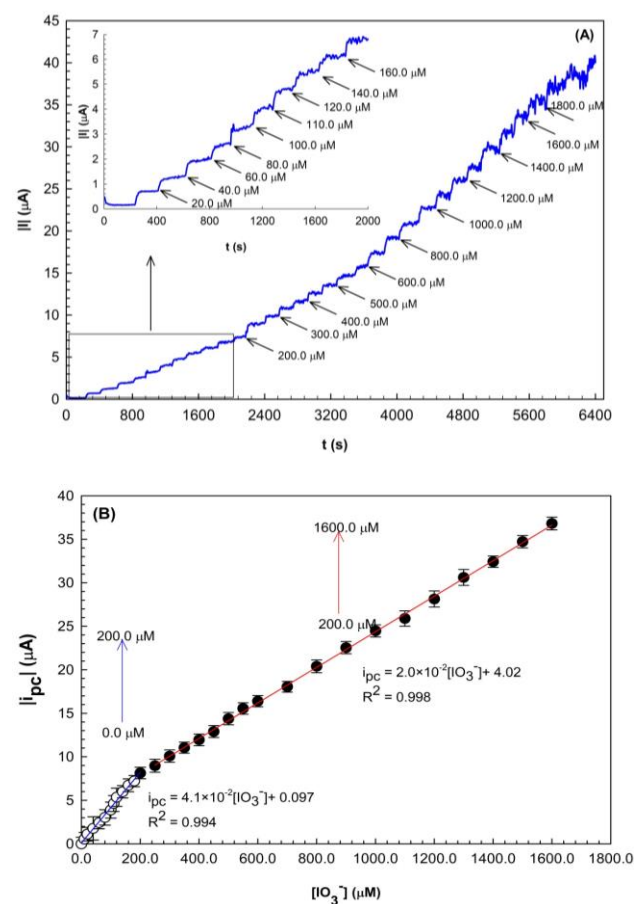 (A)
45
40
35
30
25
20
15
10
5
0
|I| (μA)
0 800 1600 2400 3200 4000 4800 5600 6400
t (s)
7
6
5
4
3
2
1
0
|I| (μA)
0 400 800 1200 1600 2000
t (s)
160.0 μM
140.0 μM
120.0 μM
110.0 μM
100.0 μM
80.0 μM
60.0 μM
40.0 μM
20.0 μM
1800.0 μM
1600.0 μM
1400.0 μM
1200.0 μM
1000.0 μM
800.0 μM
600.0 μM
500.0 μM
400.0 μM
300.0 μM
200.0 μM
(B)
40
35
30
25
20
15
10
5
0
|ipc| (μA)
1600.0 μM
200.0 μM
200.0 μM
0.0 μM
ipc = 2.0×10⁻²[IO₃⁻]+ 4.02
R² = 0.998
ipc = 4.1×10⁻²[IO₃⁻]+ 0.097
R² = 0.994
0.0 200.0 400.0 600.0 800.0 1000.0 1200.0 1400.0 1600.0 1800.0
[IO₃⁻] (μM)